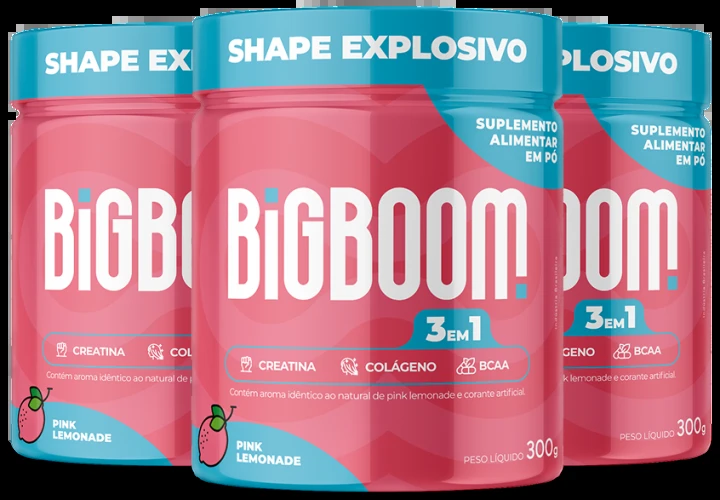 SHAPE EX
BiGBO
CREATINA
COL
Contém aroma idêntico ao natural de p
PINK
LEMONADE
SHAPE EXPLOSIVO
SUPLEMENTO
ALIMENTAR
EM PÓ
BiGBOOM!
3EM1
CREATINA COLÁGENO BCAA
Contém aroma idêntico ao natural de pink lemonade e corante artificial.
PINK
LEMONADE
PESO LÍQUIDO 300g
PLOSIVO
SUPLEMENTO
ALIMENTAR
EM PÓ
OOM!
3EM1
GENO BCAA
k lemonade e corante artificial.
PESO LÍQUIDO 300g